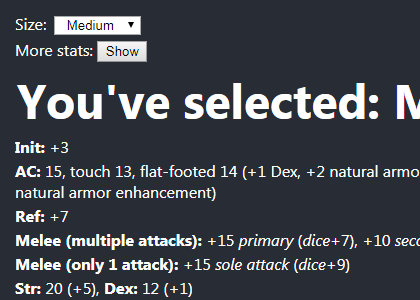 Size: Medium
More stats: Show
You've selected:
Init: +3
AC: 15, touch 13, flat-footed 14 (+1 Dex, +2 natural armo
natural armor enhancement)
Ref: +7
Melee (multiple attacks): +15 primary (dice+7), +10 seco
Melee (only 1 attack): +15 sole attack (dice+9)
Str: 20 (+5), Dex: 12 (+1)